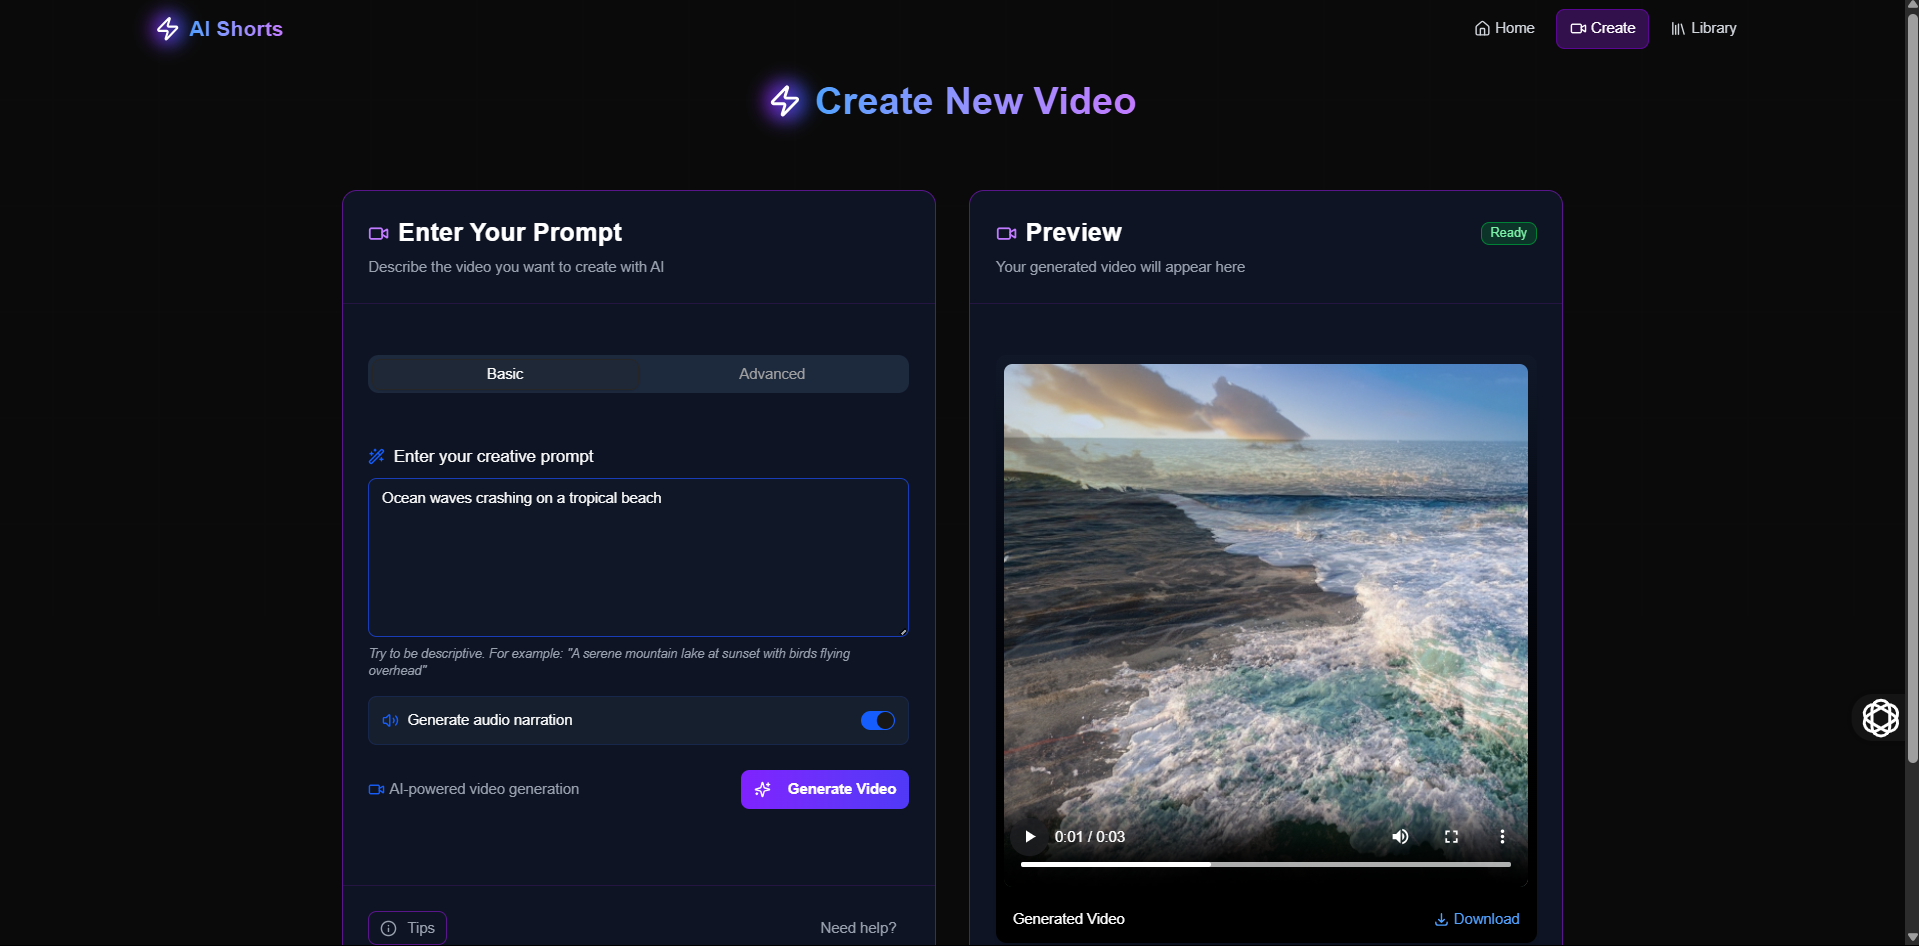 AI Shorts
Home
Create
Library
Create New Video
Enter Your Prompt
Describe the video you want to create with AI
Basic
Advanced
Enter your creative prompt
Ocean waves crashing on a tropical beach
Try to be descriptive. For example: "A serene mountain lake at sunset with birds flying
overhead"
Generate audio narration
AI-powered video generation
Generate Video
Tips
Need help?
Preview
Ready
Your generated video will appear here
0:01 / 0:03
Generated Video
Download